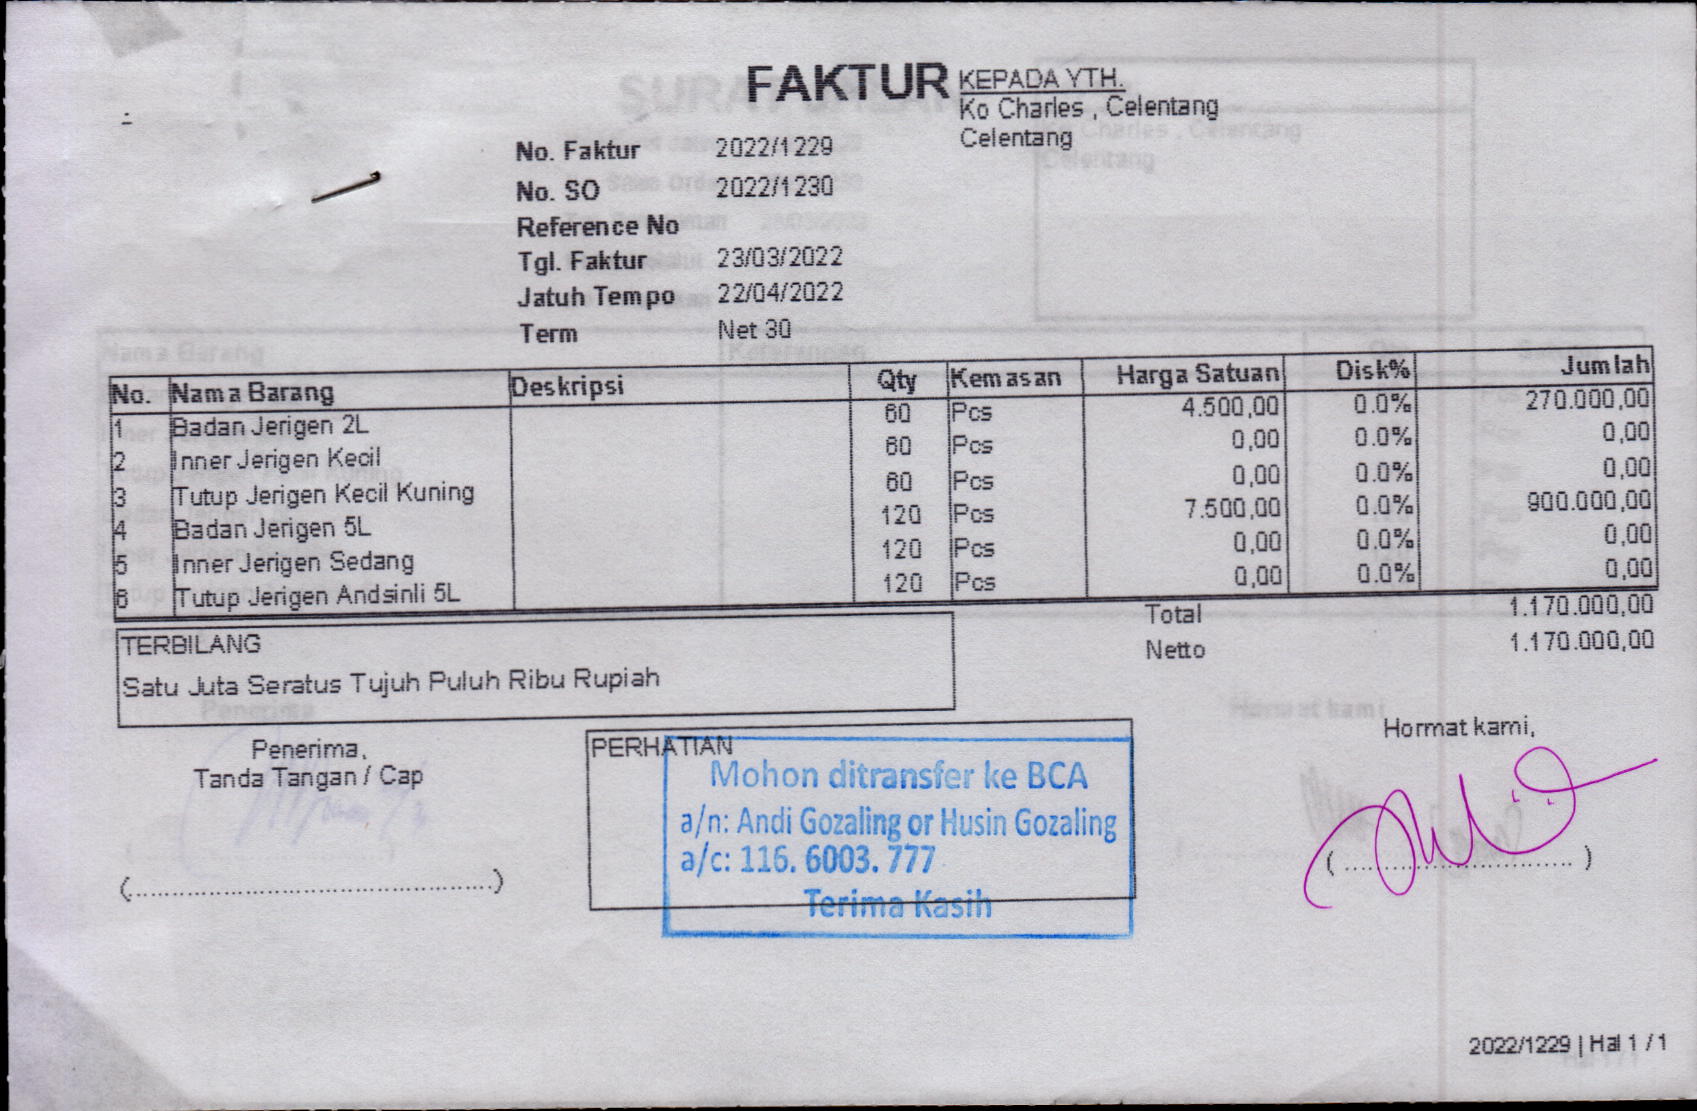 FAKTUR
KEPADA YTH.
Ko Charles , Celentang
Celentang
No. Faktur 2022/1229
No. SO 2022/1230
Reference No
Tgl. Faktur 23/03/2022
Jatuh Tempo 22/04/2022
Term Net 30
No. Nama Barang Deskripsi Qty Kemasan Harga Satuan Disk% Jumlah
1 Badan Jerigen 2L 60 Pcs 4.500,00 0.0% 270.000,00
2 Inner Jerigen Kecil 60 Pcs 0,00 0.0% 0,00
3 Tutup Jerigen Kecil Kuning 60 Pcs 0,00 0.0% 0,00
4 Badan Jerigen 5L 120 Pcs 7.500,00 0.0% 900.000,00
5 Inner Jerigen Sedang 120 Pcs 0,00 0.0% 0,00
6 Tutup Jerigen Andsinli 5L 120 Pcs 0,00 0.0% 0,00
Total 1.170.000,00
Netto 1.170.000,00
TERBILANG
Satu Juta Seratus Tujuh Puluh Ribu Rupiah
Penerima,
Tanda Tangan / Cap
(............................................)
PERHATIAN
Mohon ditransfer ke BCA
a/n: Andi Gozaling or Husin Gozaling
a/c: 116. 6003. 777
Terima Kasih
Hormat kami,
( ............................ )
2022/1229 | Hal 1 / 1